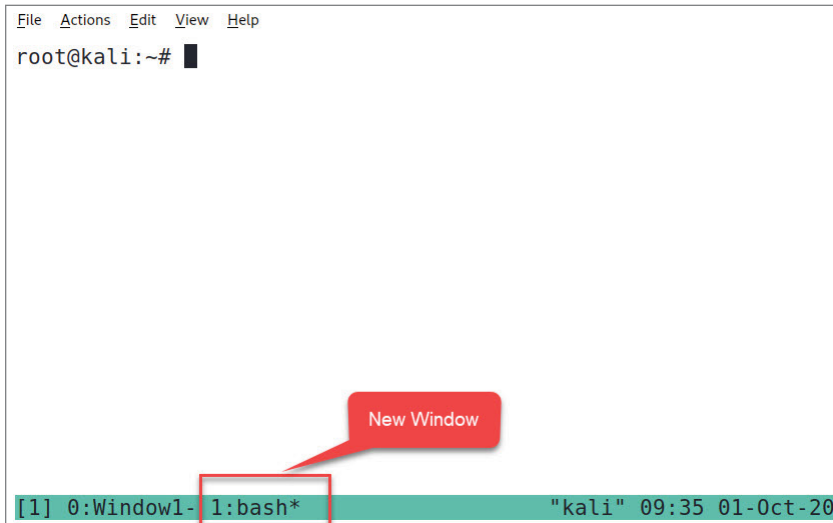 File Actions Edit View Help
root@kali:~#
New Window
[1] 0:Window1- 1:bash* "kali" 09:35 01-Oct-20